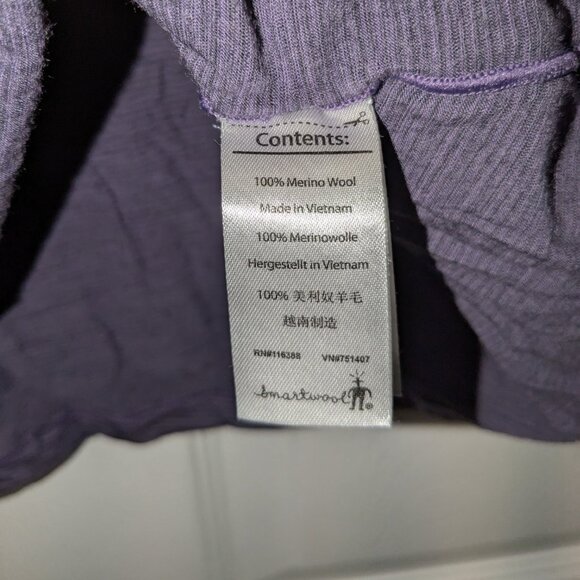 Contents:
100% Merino Wool
Made in Vietnam
100% Merinowolle
Hergestellt in Vietnam
100% 美利奴羊毛
越南制造
RN#116388 VN#751407
Smartwool ®